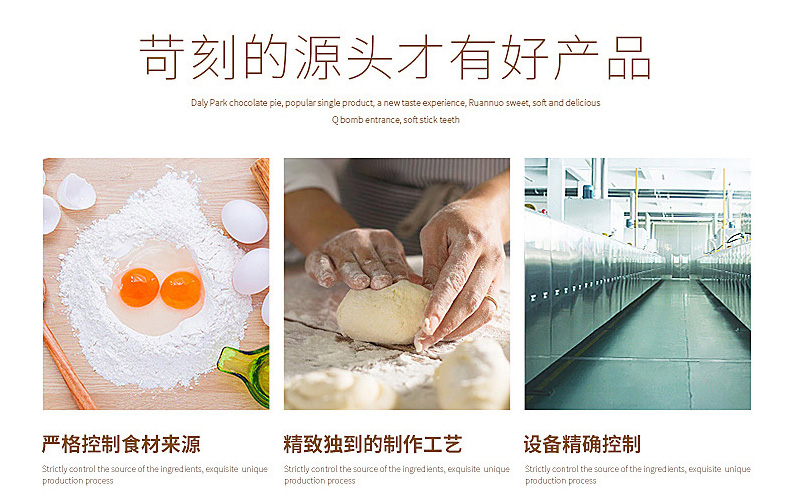 苛刻的源头才有好产品
Daly Park chocolate pie, popular single product, a new taste experience, Ruannuo sweet, soft and delicious
Q bomb entrance, soft stick teeth
严格控制食材来源
Strictly control the source of the ingredients, exquisite unique
production process
精致独到的制作工艺
Strictly control the source of the ingredients, exquisite unique
production process
设备精确控制
Strictly control the source of the ingredients, exquisite unique
production process